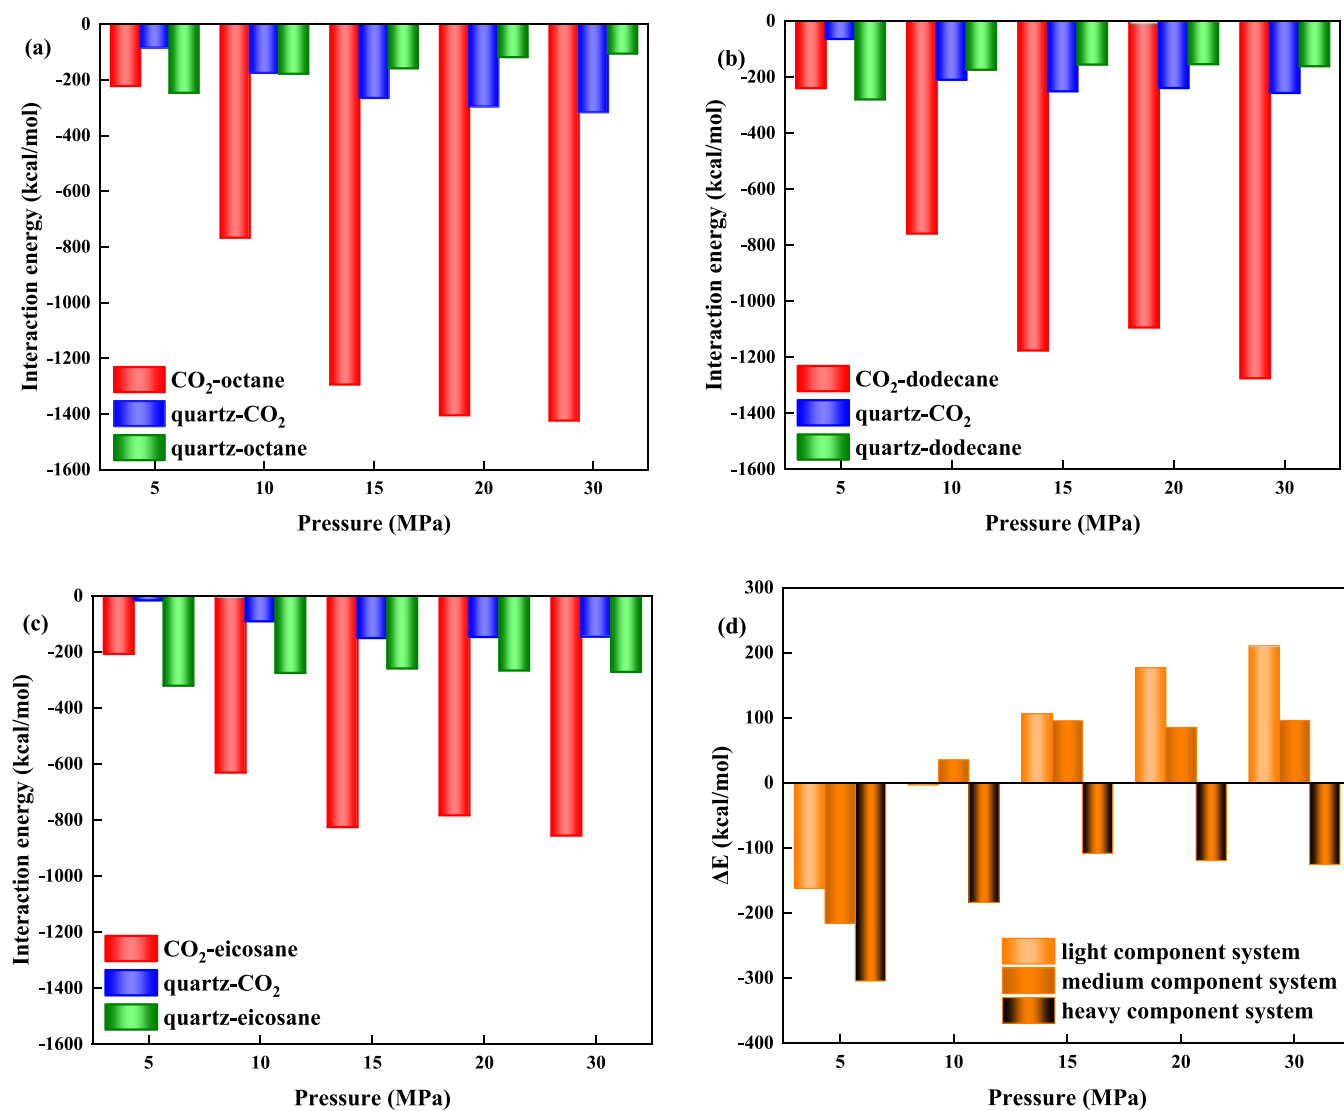 (a)
Interaction energy (kcal/mol)
0
-200
-400
-600
-800
-1000
-1200
-1400
-1600
CO₂-octane
quartz-CO₂
quartz-octane
5 10 15 20 30
Pressure (MPa)
(b)
Interaction energy (kcal/mol)
0
-200
-400
-600
-800
-1000
-1200
-1400
-1600
CO₂-dodecane
quartz-CO₂
quartz-dodecane
5 10 15 20 30
Pressure (MPa)
(c)
Interaction energy (kcal/mol)
0
-200
-400
-600
-800
-1000
-1200
-1400
-1600
CO₂-eicosane
quartz-CO₂
quartz-eicosane
5 10 15 20 30
Pressure (MPa)
(d)
ΔE (kcal/mol)
300
200
100
0
-100
-200
-300
-400
light component system
medium component system
heavy component system
5 10 15 20 30
Pressure (MPa)